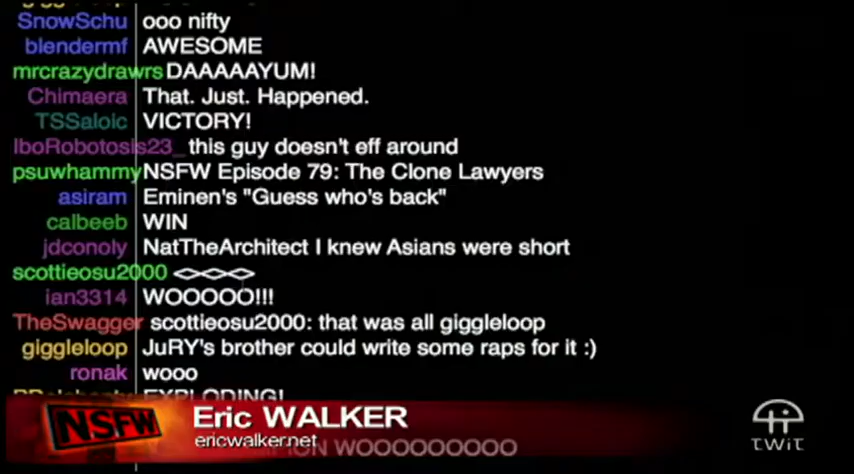 SnowSchu ooo nifty
blendermf AWESOME
mrcrazydrawrs DAAAAAYUM!
Chimaera That. Just. Happened.
TSSaloic VICTORY!
IboRobotosis23_ this guy doesn't eff around
psuwhammy NSFW Episode 79: The Clone Lawyers
asiram Eminen's "Guess who's back"
calbeeb WIN
jdconoly NatTheArchitect I knew Asians were short
scottieosu2000
ian3314 WOOOOO!!!
TheSwagger scottieosu2000: that was all giggleloop
giggleloop JuRY's brother could write some raps for it :)
ronak wooo
EXPLODING!
NSFW Eric WALKER
ericwalker.net
WOOOOOOOOO
TWiT